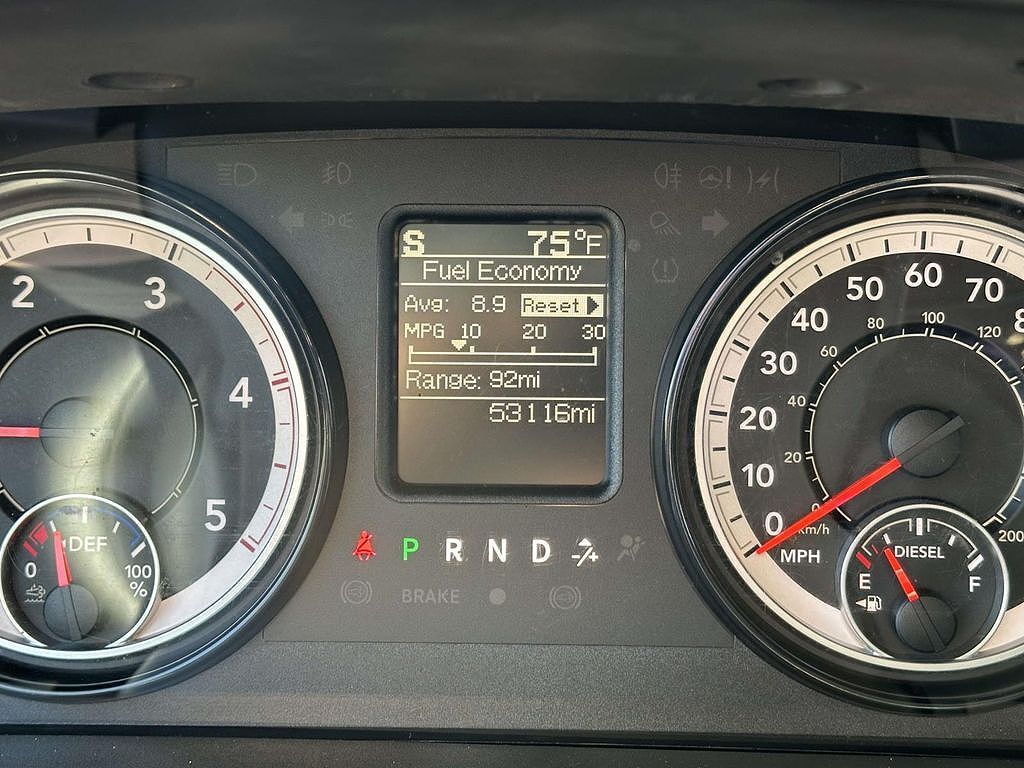 S 75°F
Fuel Economy
Avg: 8.9 Reset
MPG 10 20 30
Range: 92mi
53116mi
2 3 4 5
DEF
0 100
%
0 10 20 30 40 50 60 70 8
0 20 40 60 80 100 120 200
km/h
MPH
DIESEL
E F
P R N D
BRAKE